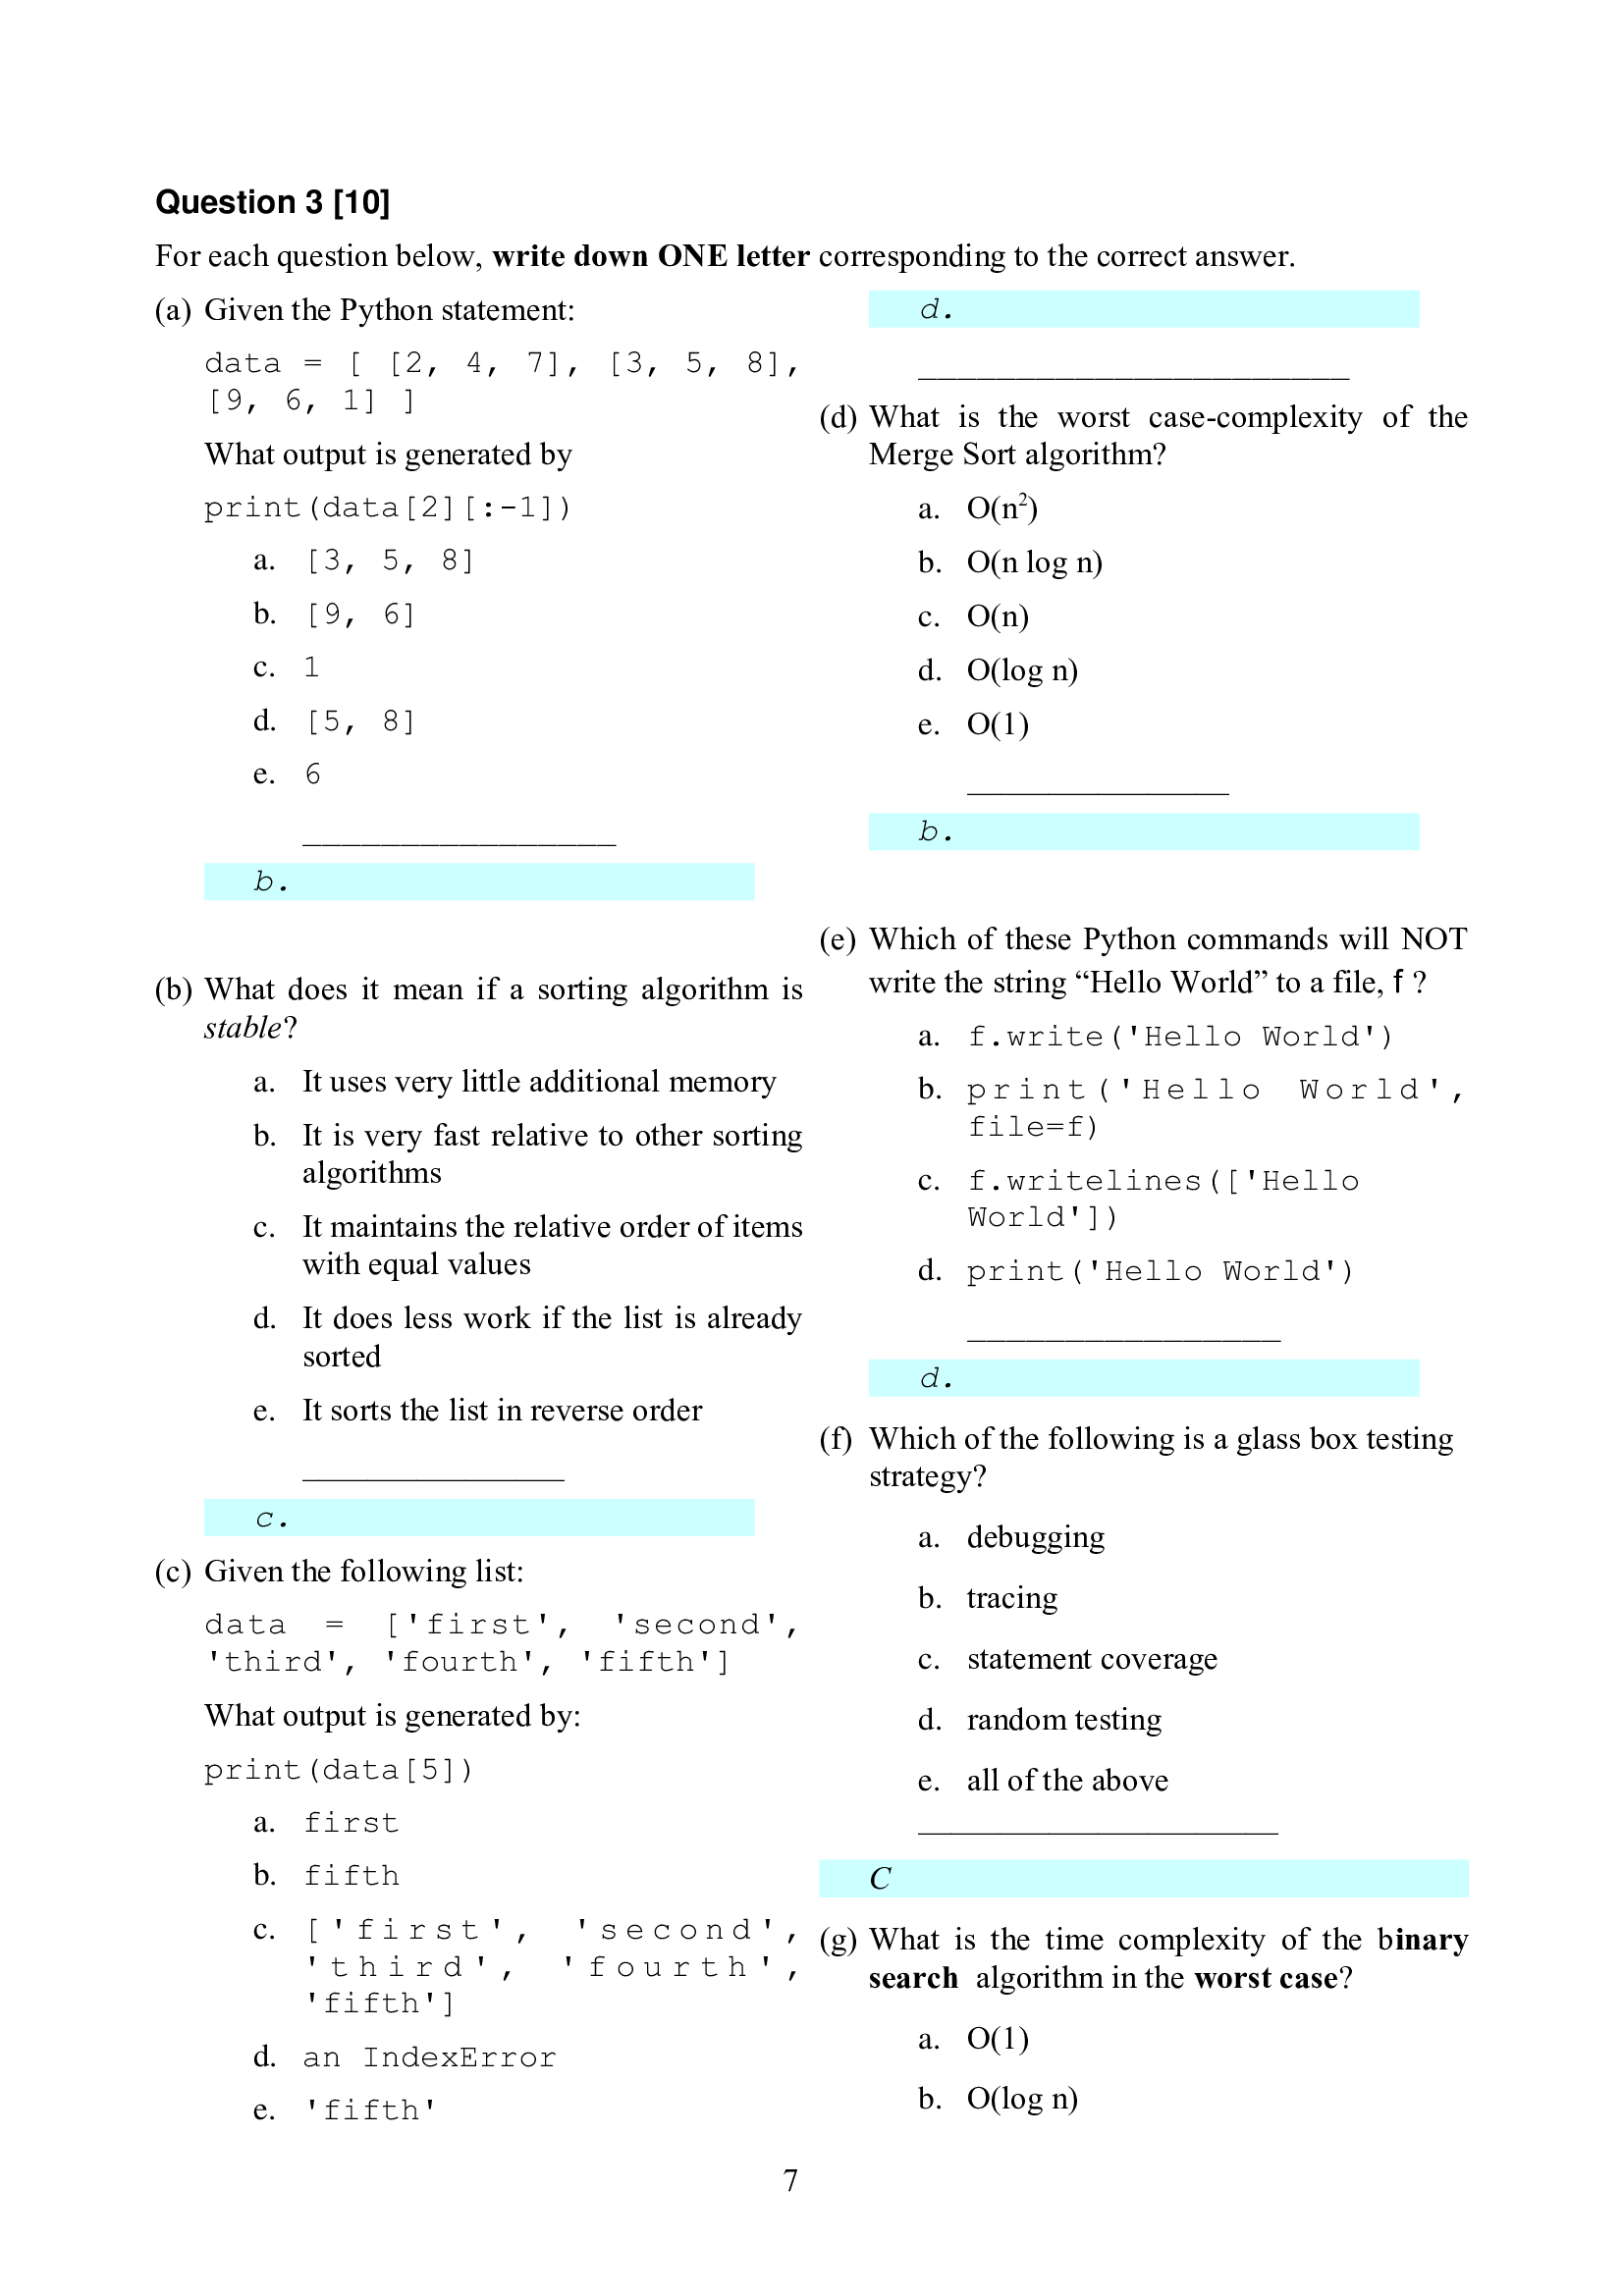 Question 3 [10]
For each question below, write down ONE letter corresponding to the correct answer.
(a) Given the Python statement:
data = [ [2, 4, 7], [3, 5, 8],
[9, 6, 1] ]
What output is generated by
print(data[2][:-1])
a. [3, 5, 8]
b. [9, 6]
c. 1
d. [5, 8]
e. 6
________________
b.
(b) What does it mean if a sorting algorithm is
stable?
a. It uses very little additional memory
b. It is very fast relative to other sorting
algorithms
c. It maintains the relative order of items
with equal values
d. It does less work if the list is already
sorted
e. It sorts the list in reverse order
________________
c.
(c) Given the following list:
data = ['first', 'second',
'third', 'fourth', 'fifth']
What output is generated by:
print(data[5])
a. first
b. fifth
c. ['first', 'second',
'third', 'fourth',
'fifth']
d. an IndexError
e. 'fifth'
d.
______________________
(d) What is the worst case-complexity of the
Merge Sort algorithm?
a. O(n²)
b. O(n log n)
c. O(n)
d. O(log n)
e. O(1)
________________
b.
(e) Which of these Python commands will NOT
write the string “Hello World” to a file, f ?
a. f.write('Hello World')
b. print('Hello World',
file=f)
c. f.writelines(['Hello
World'])
d. print('Hello World')
________________
d.
(f) Which of the following is a glass box testing
strategy?
a. debugging
b. tracing
c. statement coverage
d. random testing
e. all of the above
______________________
C
(g) What is the time complexity of the binary
search algorithm in the worst case?
a. O(1)
b. O(log n)
7